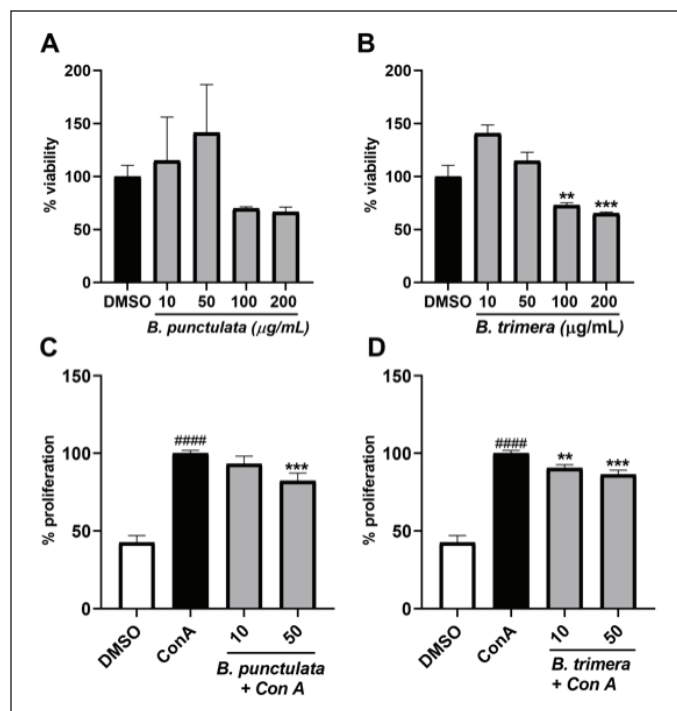 A
200
150
100
50
0
% viability
DMSO 10 50 100 200
B. punctulata (μg/mL)
B
200
150
100
50
0
% viability
** ***
DMSO 10 50 100 200
B. trimera (μg/mL)
C
150
100
50
0
% proliferation
####
***
DMSO ConA 10 50
B. punctulata
+ Con A
D
150
100
50
0
% proliferation
####
** ***
DMSO ConA 10 50
B. trimera
+ Con A